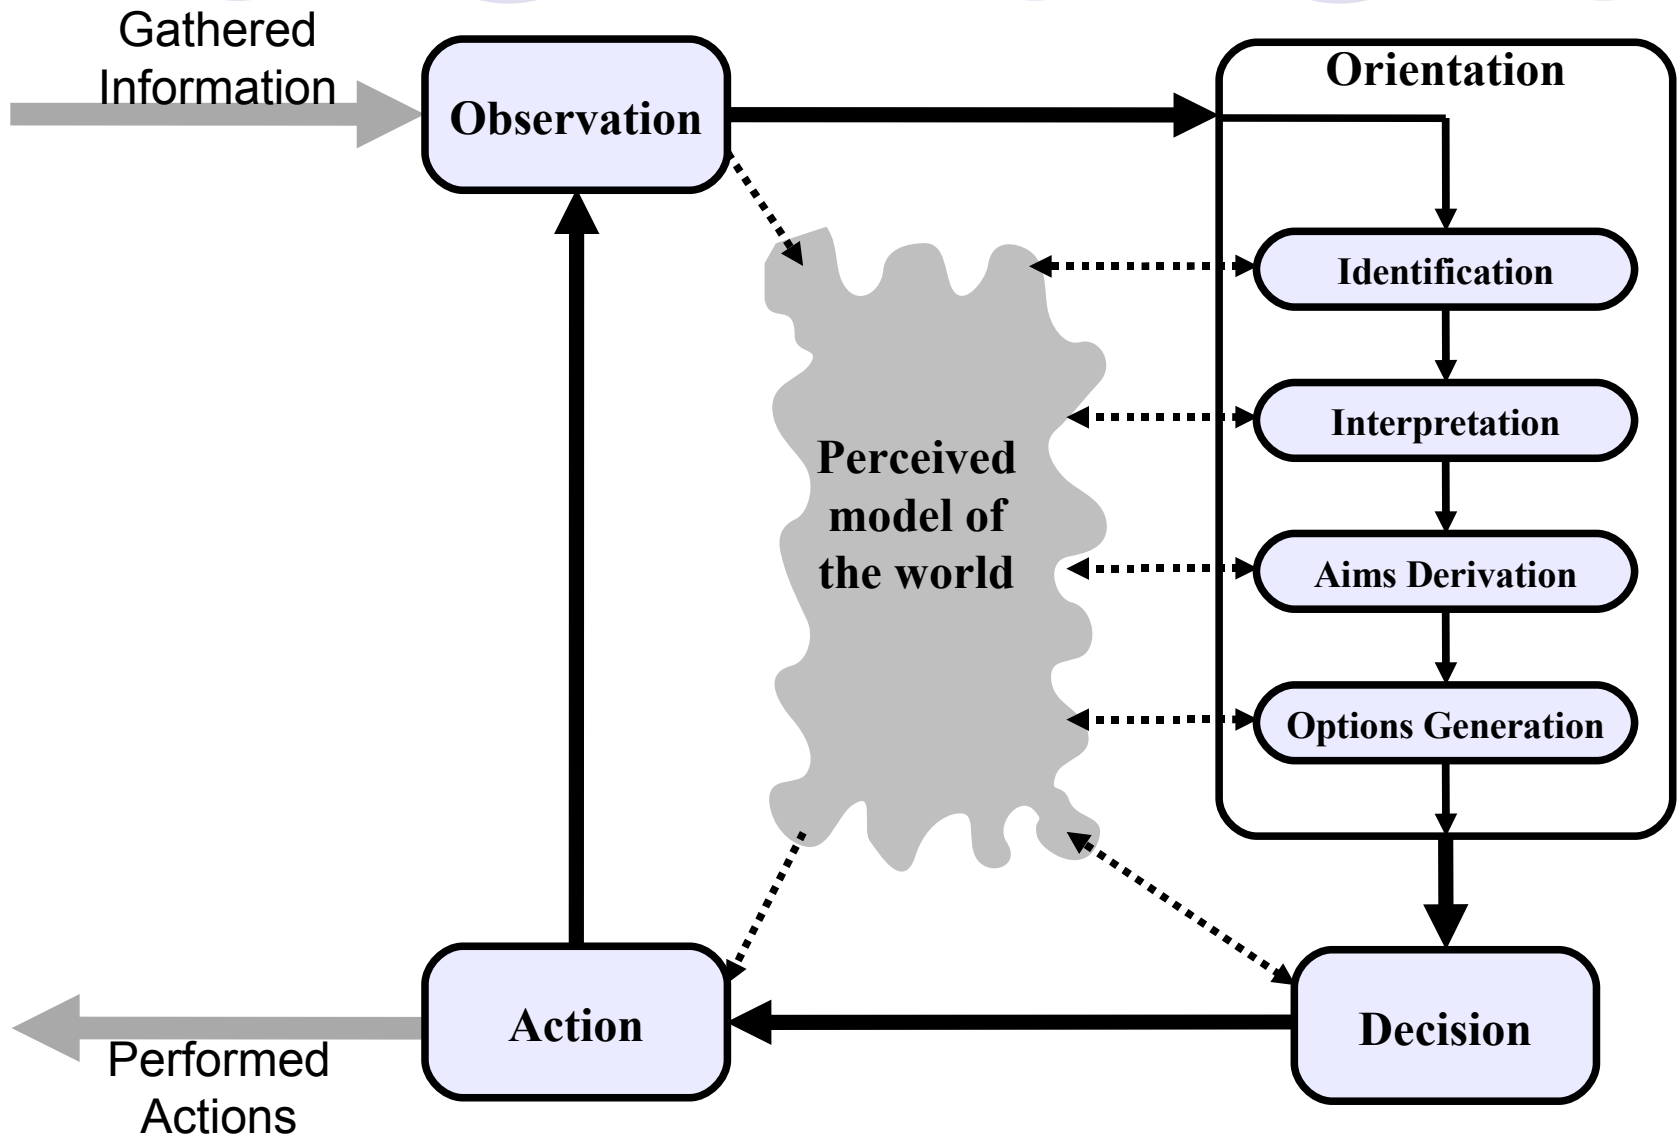 Gathered
Information
Observation
Orientation
Identification
Interpretation
Aims Derivation
Options Generation
Perceived
model of
the world
Action
Decision
Performed
Actions